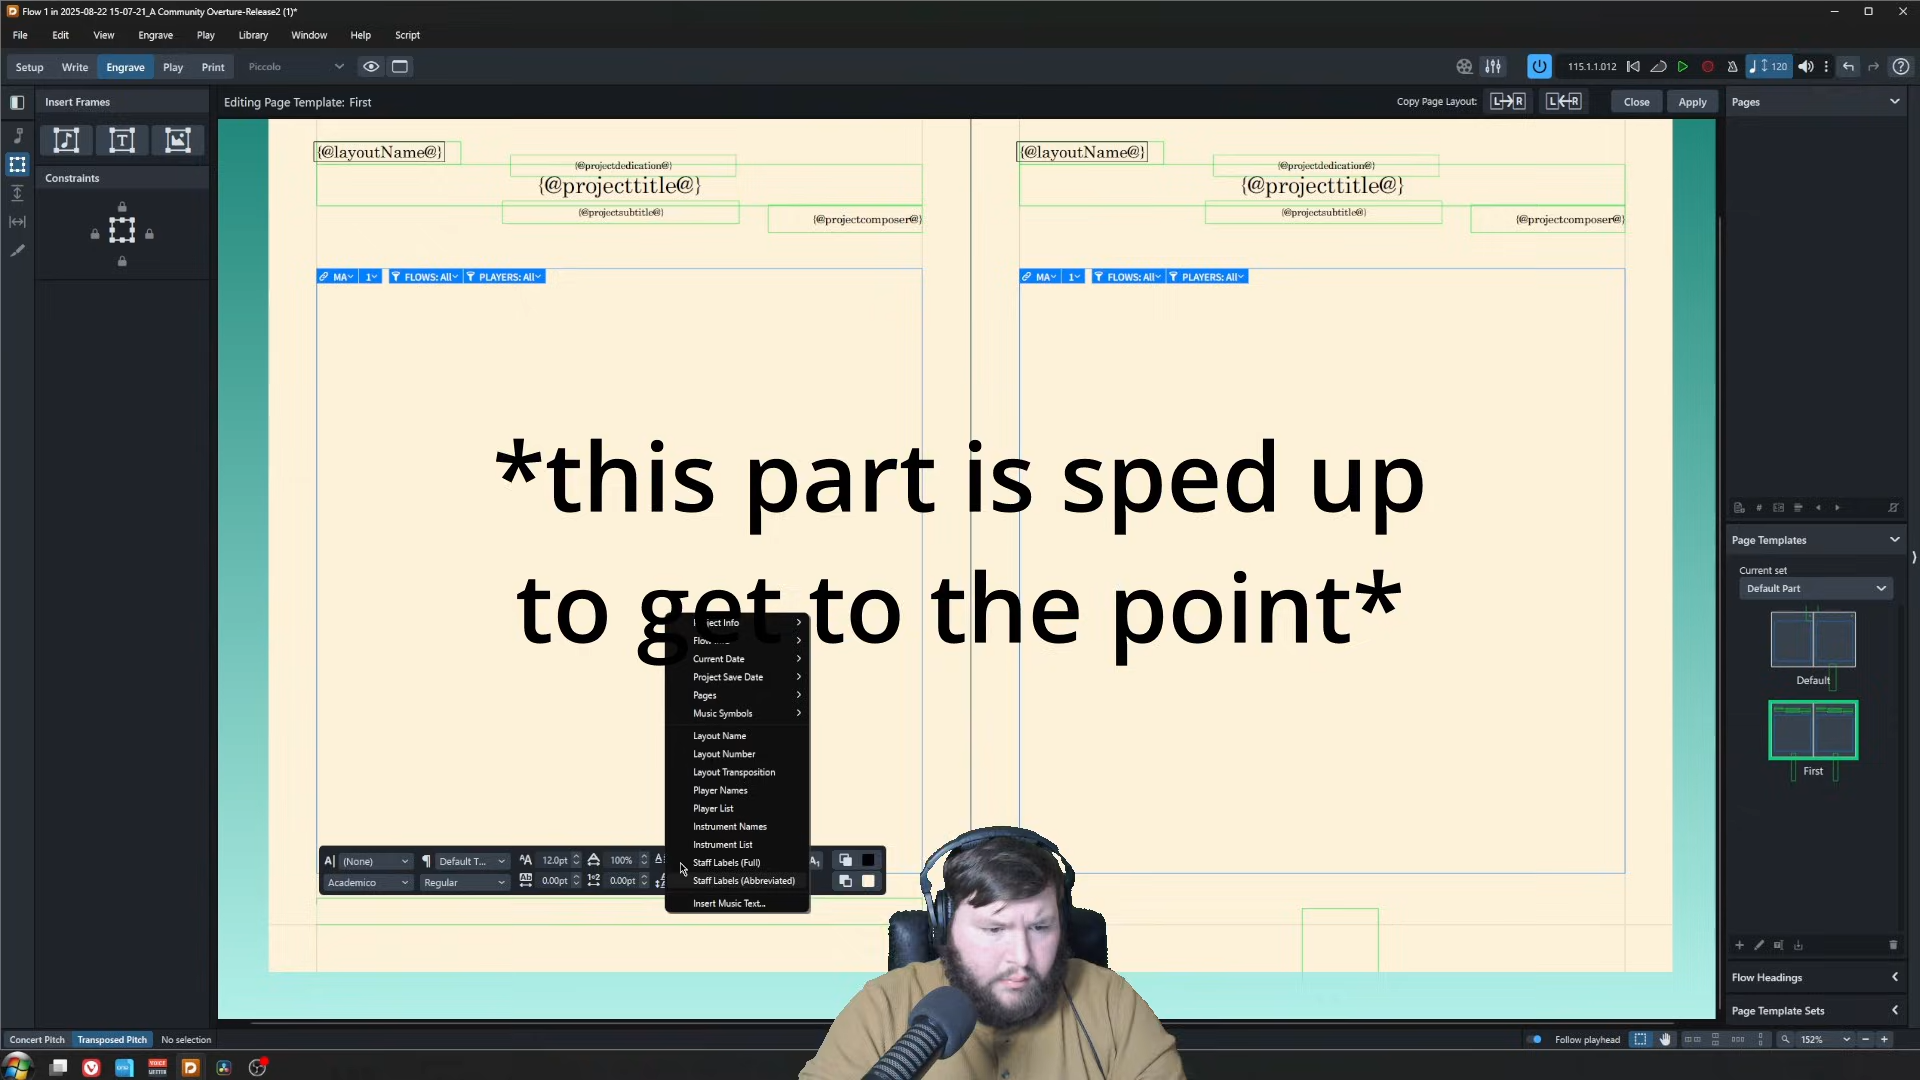 Flow 1 in 2025-08-22 15-07-21_A Community Overture-Release2 (1)*
File Edit View Engrave Play Library Window Help Script
Setup Write Engrave Play Print Piccolo 115.1.1.012 120
Insert Frames
Editing Page Template: First
Copy Page Layout: L→R L←R Close Apply
Pages
{@layoutName@} {@layoutName@}
{@projectdedication@} {@projectdedication@}
{@projecttitle@} {@projecttitle@}
{@projectsubtitle@} {@projectsubtitle@}
{@projectcomposer@} {@projectcomposer@}
Constraints
MA 1 FLOWS: All PLAYERS: All MA 1 FLOWS: All PLAYERS: All
*this part is sped up
to get to the point*
Page Templates
Current set
Default Part
Default
First
Project Info
Current Date
Project Save Date
Pages
Music Symbols
Layout Name
Layout Number
Layout Transposition
Player Names
Player List
Instrument Names
Instrument List
Staff Labels (Full)
Staff Labels (Abbreviated)
Insert Music Text...
(None) Default T... 12.0pt 100%
Academico Regular 0.00pt 0.00pt
Flow Headings
Page Template Sets
Concert Pitch Transposed Pitch No selection Follow playhead 152%